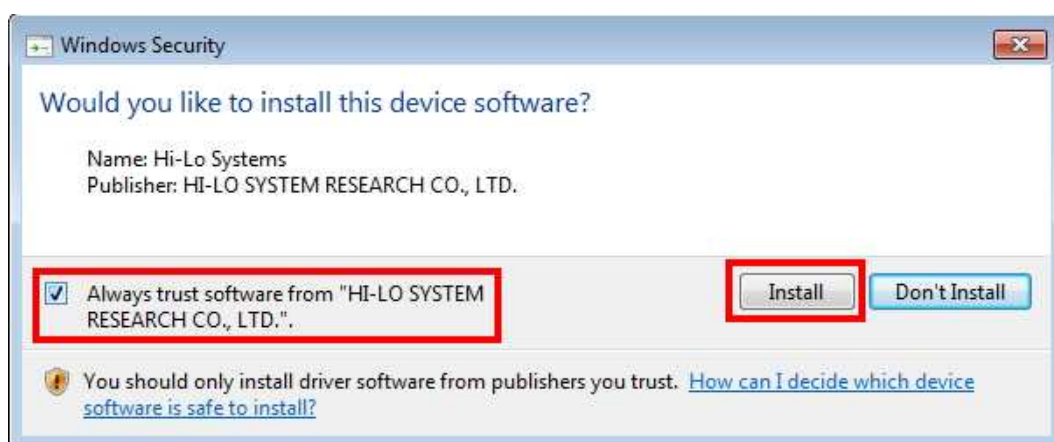 Windows Security
Would you like to install this device software?
Name: Hi-Lo Systems
Publisher: HI-LO SYSTEM RESEARCH CO., LTD.
Always trust software from "HI-LO SYSTEM
RESEARCH CO., LTD.".
Install
Don't Install
You should only install driver software from publishers you trust. How can I decide which device
software is safe to install?